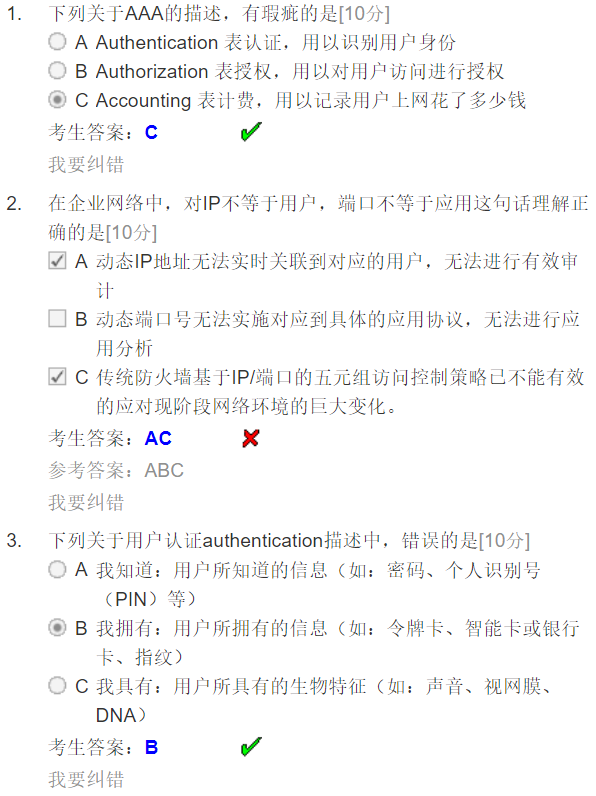 1. 下列关于AAA的描述，有瑕疵的是[10分]
A Authentication 表认证，用以识别用户身份
B Authorization 表授权，用以对用户访问进行授权
C Accounting 表计费，用以记录用户上网花了多少钱
考生答案：C
我要纠错
2. 在企业网络中，对IP不等于用户，端口不等于应用这句话理解正
确的是[10分]
A 动态IP地址无法实时关联到对应的用户，无法进行有效审
计
B 动态端口号无法实施对应到具体的应用协议，无法进行应
用分析
C 传统防火墙基于IP/端口的五元组访问控制策略已不能有效
的应对现阶段网络环境的巨大变化。
考生答案：AC
参考答案：ABC
我要纠错
3. 下列关于用户认证authentication描述中，错误的是[10分]
A 我知道：用户所知道的信息（如：密码、个人识别号
（PIN）等）
B 我拥有：用户所拥有的信息（如：令牌卡、智能卡或银行
卡、指纹）
C 我具有：用户所具有的生物特征（如：声音、视网膜、
DNA）
考生答案：B
我要纠错